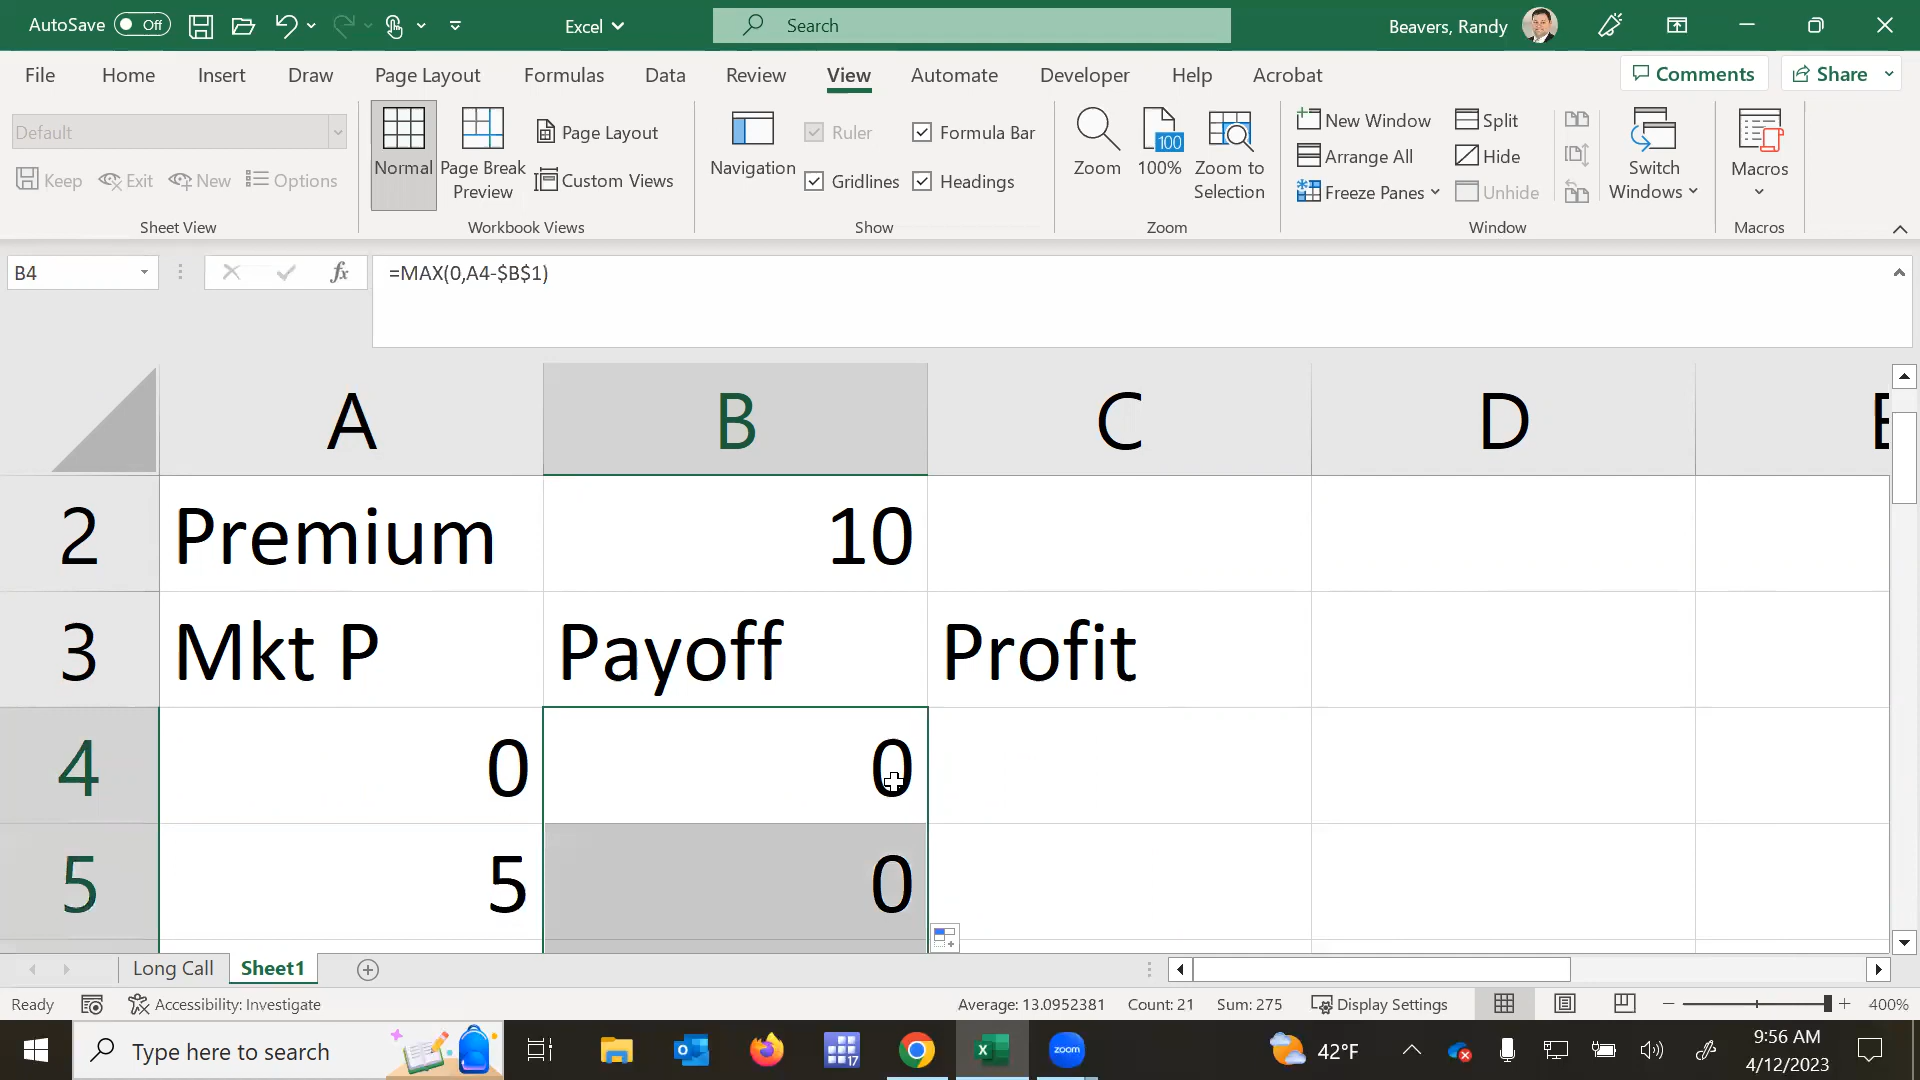 AutoSave Off Excel Search Beavers, Randy
File Home Insert Draw Page Layout Formulas Data Review View Automate Developer Help Acrobat Comments Share
Default
Keep Exit New Options
Sheet View
Normal
Page Break
Preview
Page Layout
Custom Views
Workbook Views
Navigation
Ruler
Formula Bar
Gridlines
Headings
Show
Zoom
100
100%
Zoom to
Selection
Zoom
New Window
Arrange All
Freeze Panes
Split
Hide
Unhide
Switch
Windows
Window
Macros
Macros
B4 fx =MAX(0,A4-$B$1)
A B C D E
2 Premium 10
3 Mkt P Payoff Profit
4 0 0
5 5 0
Long Call Sheet1
Ready Accessibility: Investigate Average: 13.0952381 Count: 21 Sum: 275 Display Settings 400%
Type here to search 17 zoom 42°F 9:56 AM
4/12/2023